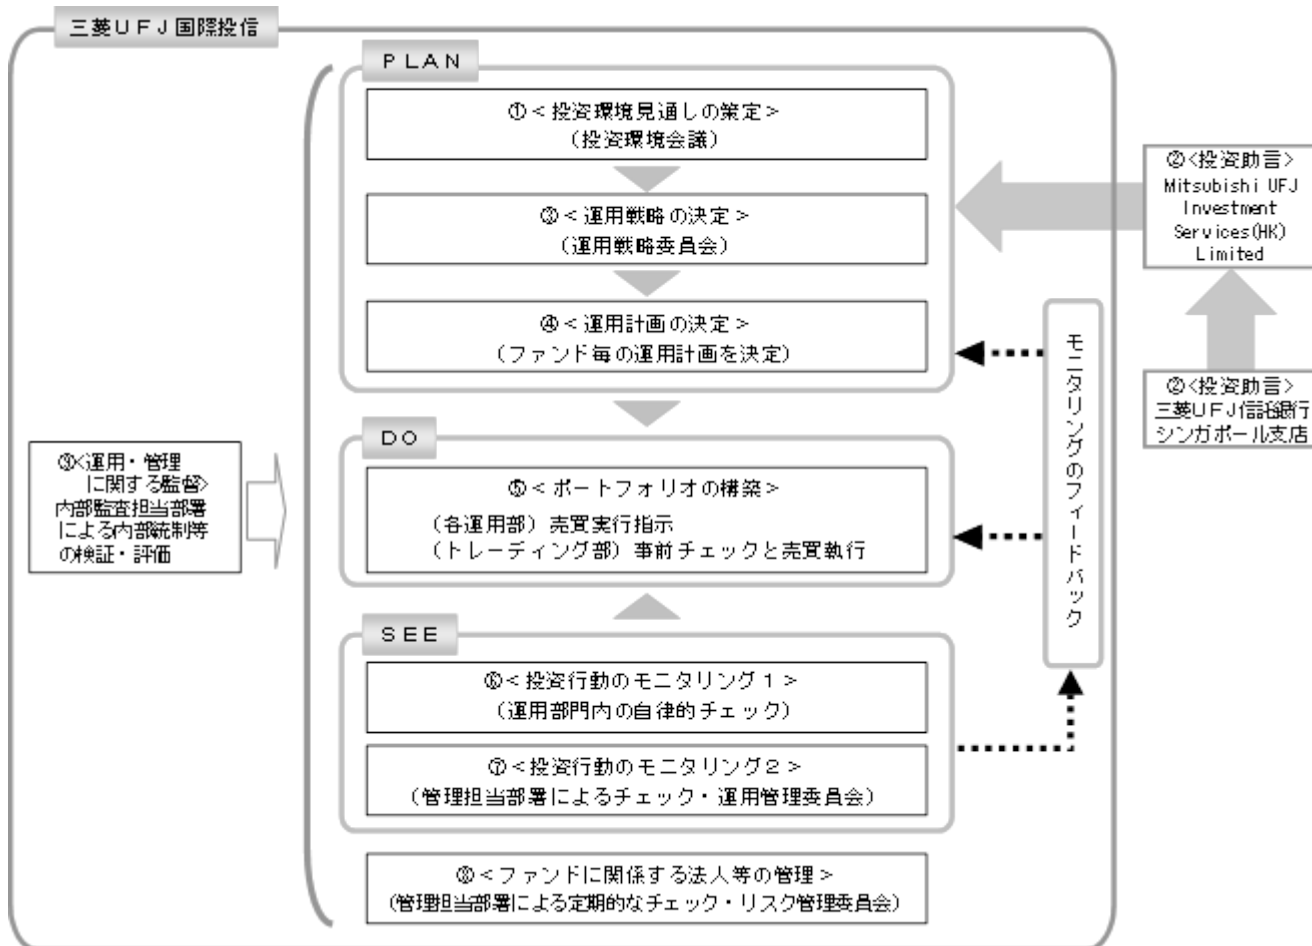 三菱ＵＦＪ国際投信
ＰＬＡＮ
①＜投資環境見通しの策定＞
（投資環境会議）
③＜運用戦略の決定＞
（運用戦略委員会）
④＜運用計画の決定＞
（ファンド毎の運用計画を決定）
②<投資助言>
Mitsubishi UFJ
Investment
Services(HK)
Limited
②<投資助言>
三菱UFJ信託銀行
シンガポール支店
モニタリングのフィードバック
ＤＯ
⑤＜ポートフォリオの構築＞
（各運用部）売買実行指示
（トレーディング部）事前チェックと売買執行
⑨<運用・管理
に関する監督>
内部監査担当部署
による内部統制等
の検証・評価
ＳＥＥ
⑥＜投資行動のモニタリング１＞
（運用部門内の自律的チェック）
⑦＜投資行動のモニタリング２＞
（管理担当部署によるチェック・運用管理委員会）
⑧＜ファンドに関係する法人等の管理＞
（管理担当部署による定期的なチェック・リスク管理委員会）